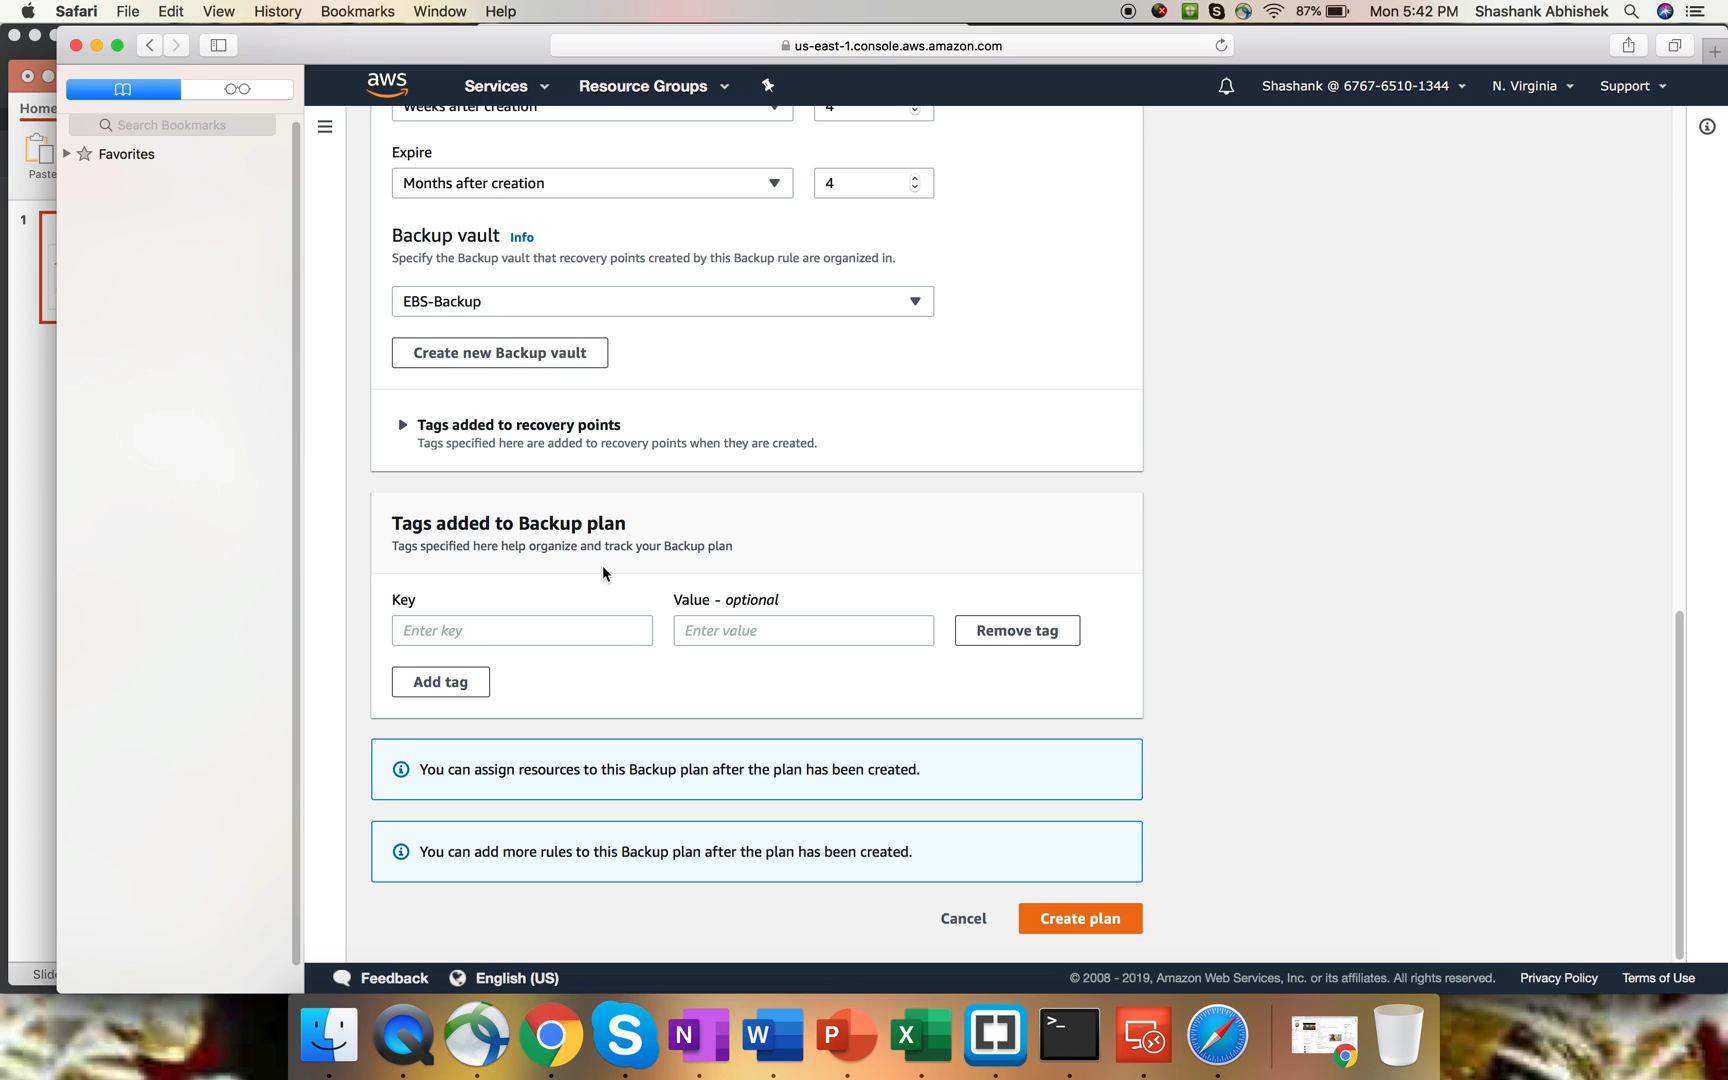 Safari File Edit View History Bookmarks Window Help
87% Mon 5:42 PM Shashank Abhishek
us-east-1.console.aws.amazon.com
Home
Paste
1
Search Bookmarks
Favorites
aws Services Resource Groups Shashank @ 6767-6510-1344 N. Virginia Support
Weeks after creation 4
Expire
Months after creation 4
Backup vault Info
Specify the Backup vault that recovery points created by this Backup rule are organized in.
EBS-Backup
Create new Backup vault
Tags added to recovery points
Tags specified here are added to recovery points when they are created.
Tags added to Backup plan
Tags specified here help organize and track your Backup plan
Key Value - optional
Enter key Enter value Remove tag
Add tag
You can assign resources to this Backup plan after the plan has been created.
You can add more rules to this Backup plan after the plan has been created.
Cancel Create plan
Slid
Feedback English (US) © 2008 - 2019, Amazon Web Services, Inc. or its affiliates. All rights reserved. Privacy Policy Terms of Use
S N W P X >_